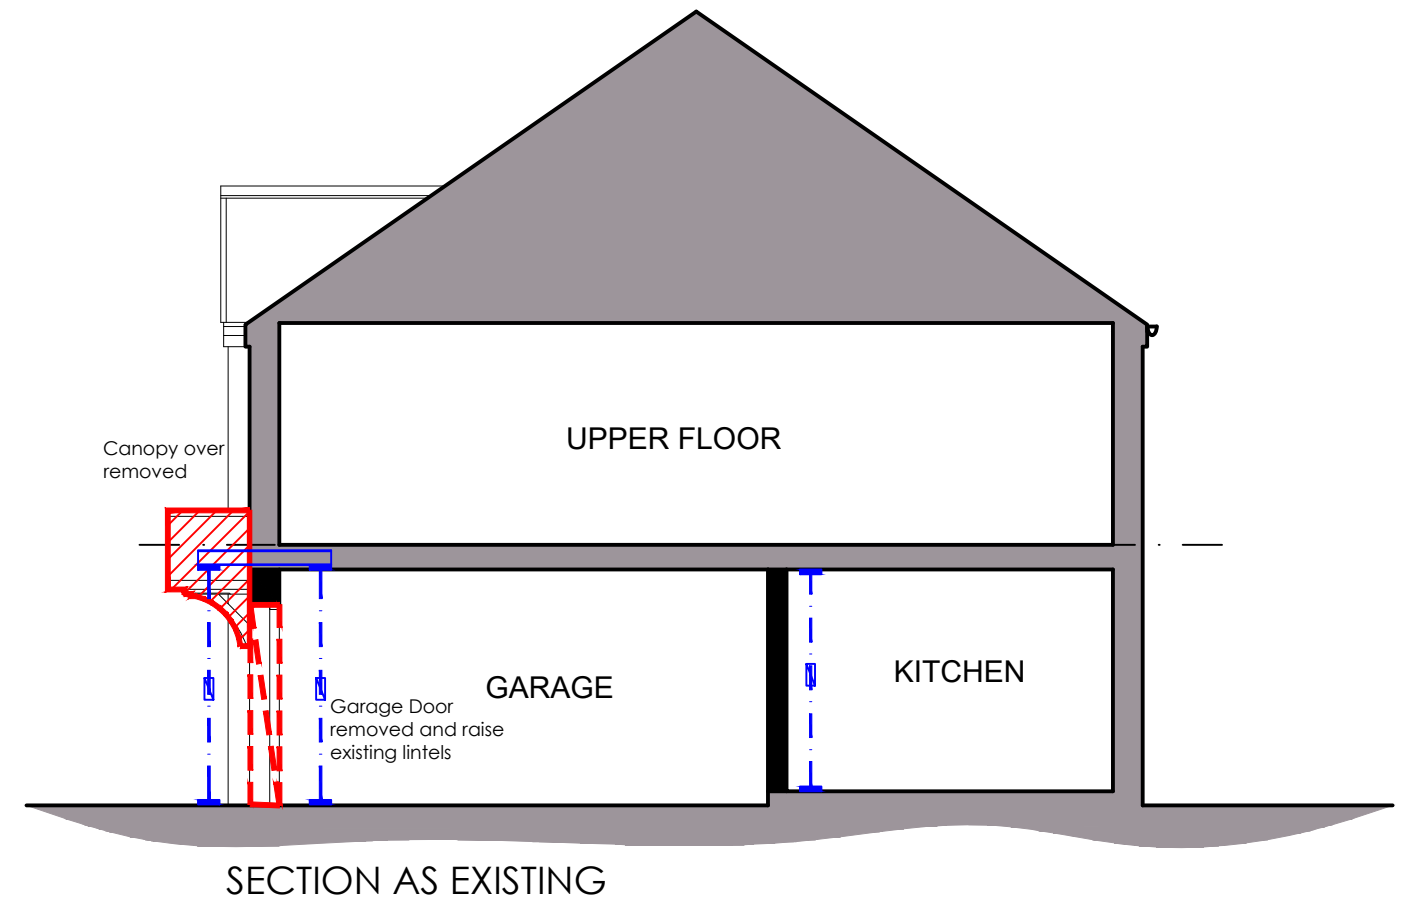 UPPER FLOOR
Canopy over
removed
KITCHEN
GARAGE
Garage Door
removed and raise
existing lintels
SECTION AS EXISTING